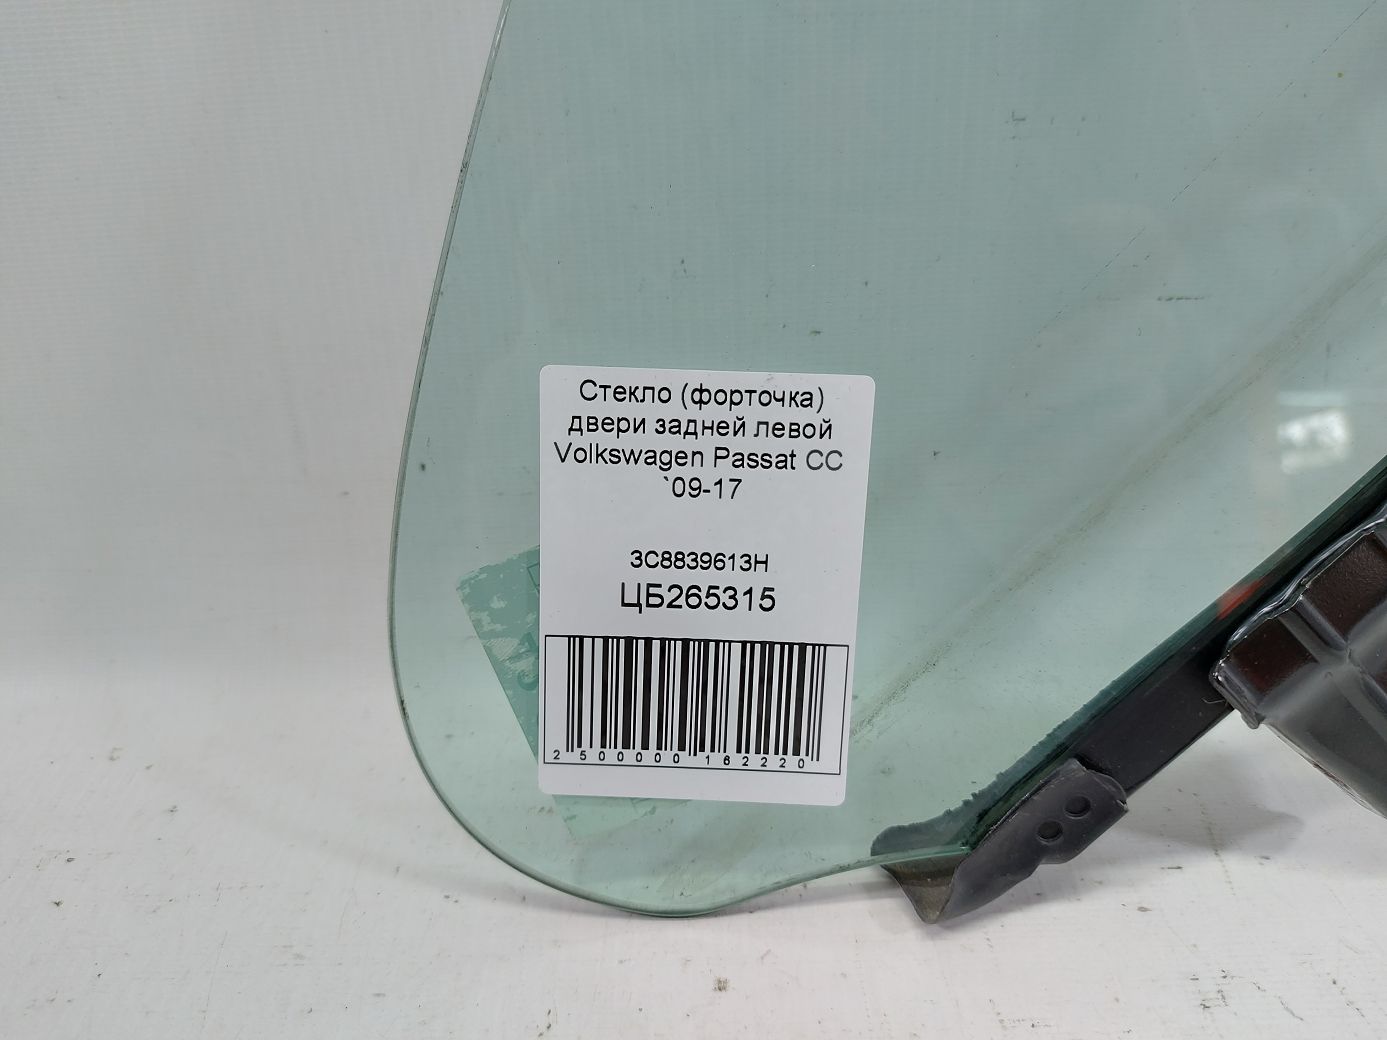 Стекло (форточка)
двери задней левой
Volkswagen Passat CC
`09-17
3C8839613H
ЦБ265315
2500000162220